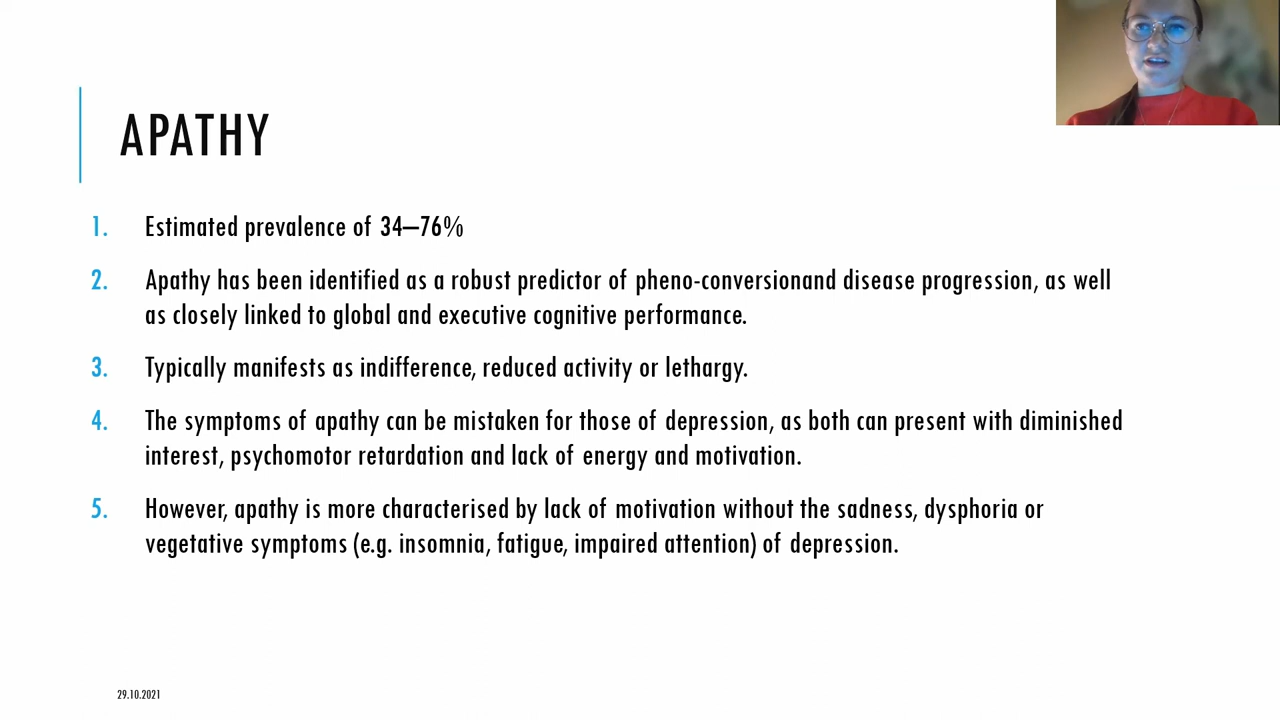 APATHY
1. Estimated prevalence of 34–76%
2. Apathy has been identified as a robust predictor of pheno-conversionand disease progression, as well
as closely linked to global and executive cognitive performance.
3. Typically manifests as indifference, reduced activity or lethargy.
4. The symptoms of apathy can be mistaken for those of depression, as both can present with diminished
interest, psychomotor retardation and lack of energy and motivation.
5. However, apathy is more characterised by lack of motivation without the sadness, dysphoria or
vegetative symptoms (e.g. insomnia, fatigue, impaired attention) of depression.
29.10.2021